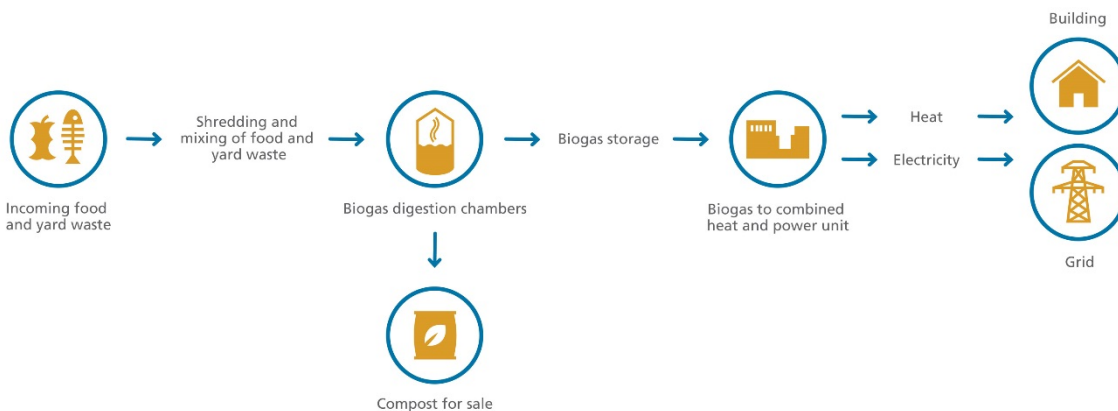 Building
Shredding and
mixing of food and
yard waste
Biogas storage
Heat
Electricity
Incoming food
and yard waste
Biogas digestion chambers
Biogas to combined
heat and power unit
Grid
Compost for sale